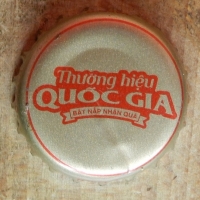 Thương hiệu
QUỐC GIA
BẬT NẮP NHẬN QUÀ